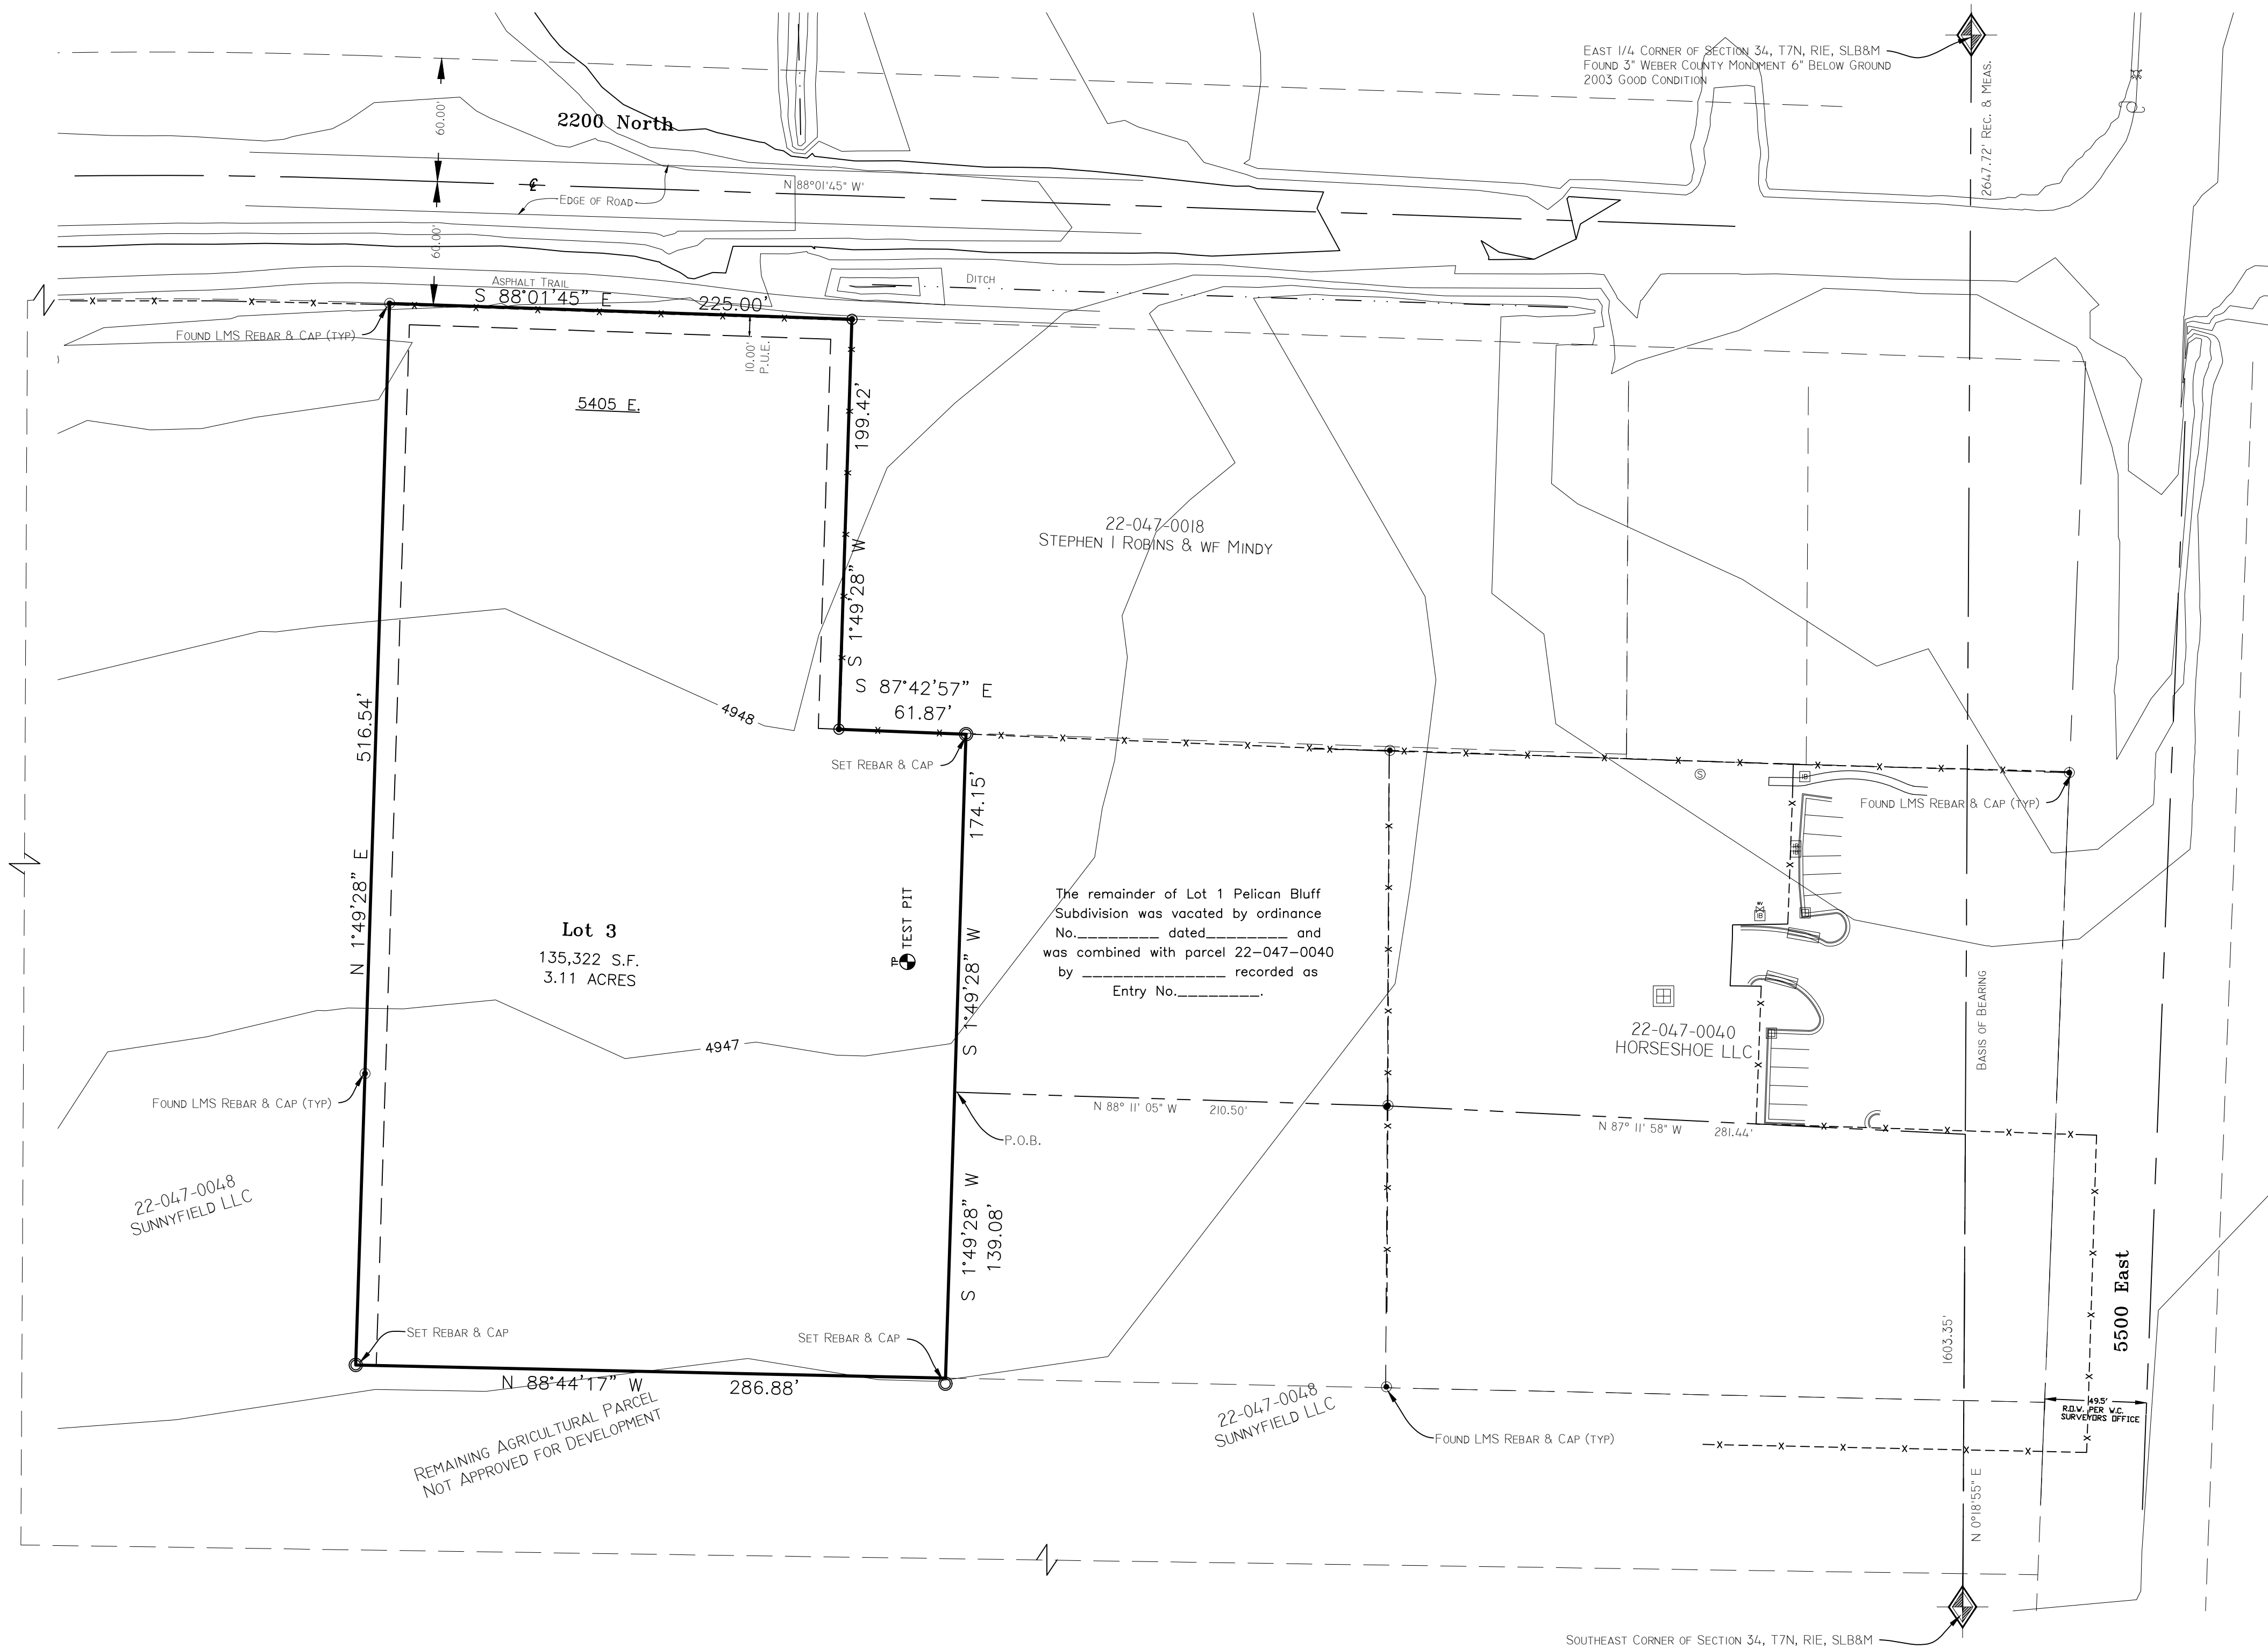 EAST 1/4 CORNER OF SECTION 34, T7N, R1E, SLB&M
FOUND 3" WEBER COUNTY MONUMENT 6" BELOW GROUND
2003 GOOD CONDITION
2647.72' REC. & MEAS.
60.00'
2200 North
℄
N 88°01'45" W'
EDGE OF ROAD
60.00'
ASPHALT TRAIL
S 88°01'45" E
225.00'
DITCH
FOUND LMS REBAR & CAP (TYP)
10.00'
P.U.E.
5405 E.
199.42'
S 1°49'28" W
22-047-0018
STEPHEN I ROBINS & WF MINDY
S 87°42'57" E
61.87'
4948
516.54'
N 1°49'28" E
SET REBAR & CAP
174.15'
S 1°49'28" W
S
FOUND LMS REBAR & CAP (TYP)
The remainder of Lot 1 Pelican Bluff
Subdivision was vacated by ordinance
No.________ dated________ and
was combined with parcel 22-047-0040
by ______________ recorded as
Entry No.________.
Lot 3
135,322 S.F.
3.11 ACRES
TP
TEST PIT
IB
WV
IB
22-047-0040
HORSESHOE LLC
BASIS OF BEARING
4947
FOUND LMS REBAR & CAP (TYP)
N 88° 11' 05" W 210.50'
N 87° 11' 58" W 281.44'
P.O.B.
22-047-0048
SUNNYFIELD LLC
S 1°49'28" W
139.08'
5500 East
1603.35'
SET REBAR & CAP
SET REBAR & CAP
N 88°44'17" W
286.88'
REMAINING AGRICULTURAL PARCEL
NOT APPROVED FOR DEVELOPMENT
22-047-0048
SUNNYFIELD LLC
49.5'
R.O.W. PER W.C.
SURVEYORS OFFICE
FOUND LMS REBAR & CAP (TYP)
N 0°18'55" E
SOUTHEAST CORNER OF SECTION 34, T7N, R1E, SLB&M